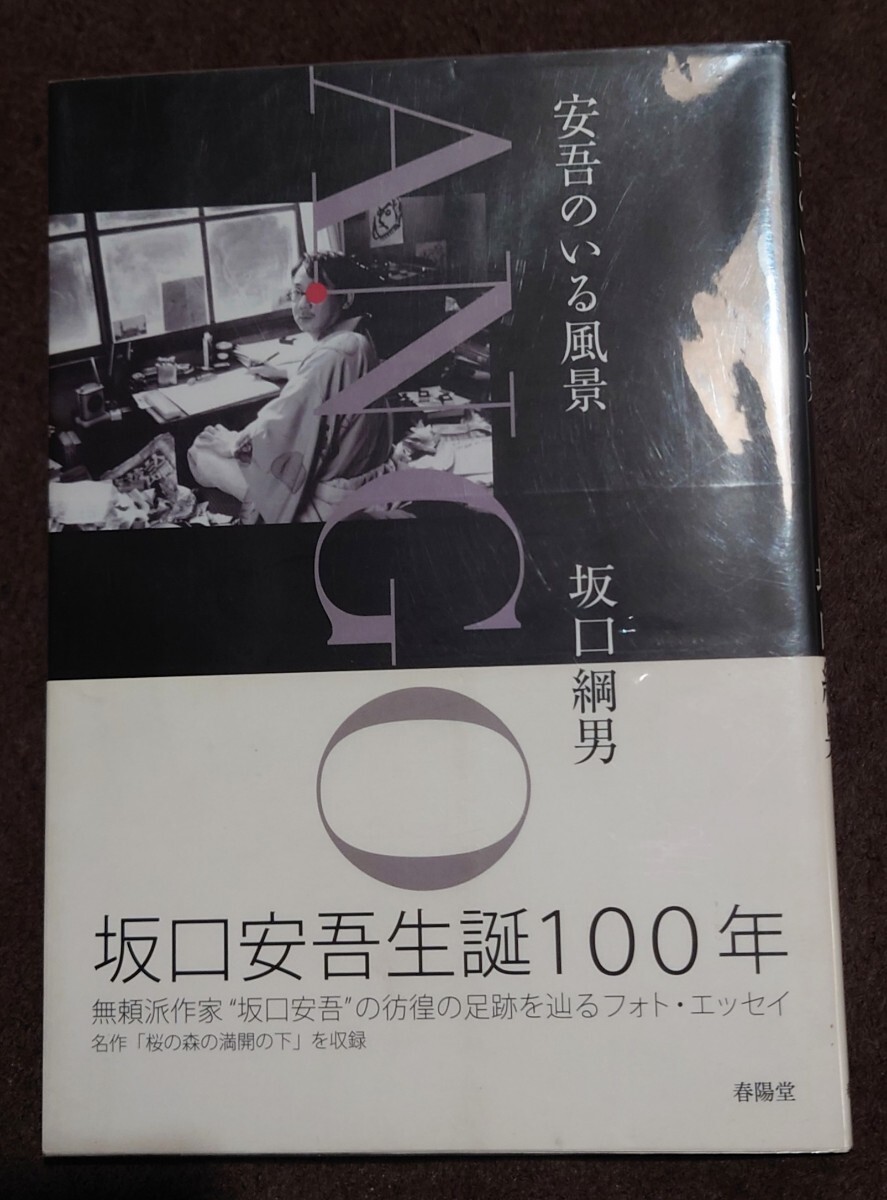 安吾のいる風景
坂口綱男
ANGO
坂口安吾生誕100年
無頼派作家“坂口安吾”の彷徨の足跡を辿るフォト・エッセイ
名作「桜の森の満開の下」を収録
春陽堂